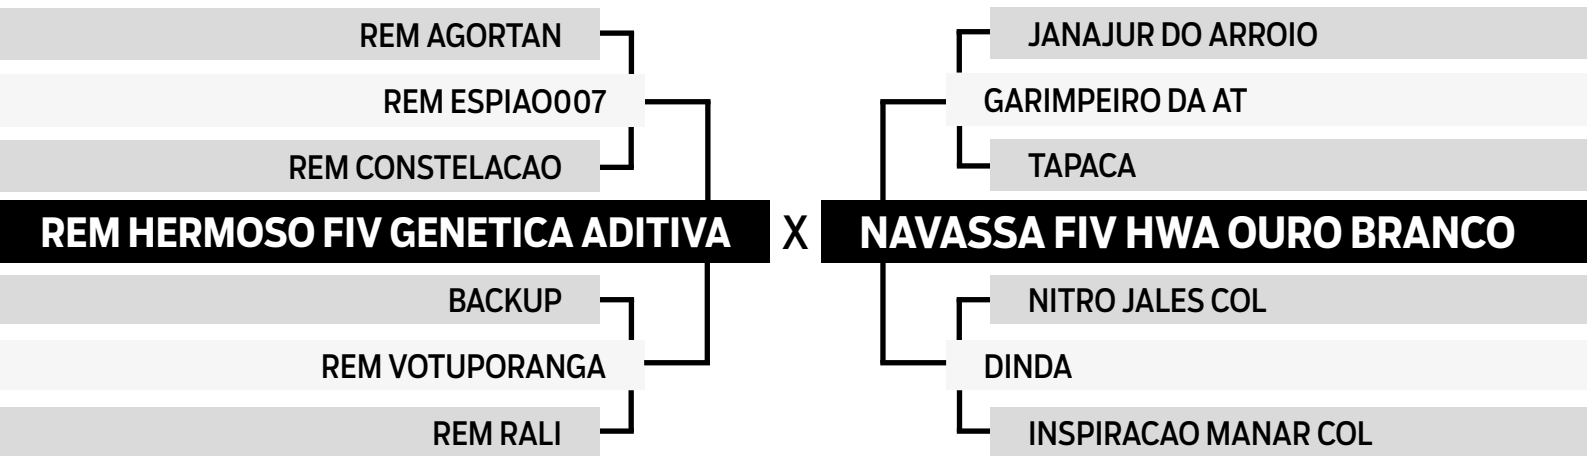 REM AGORTAN
REM ESPIAO007
REM CONSTELACAO
REM HERMOSO FIV GENETICA ADITIVA
BACKUP
REM VOTUPORANGA
REM RALI
X
JANAJUR DO ARROIO
GARIMPEIRO DA AT
TAPACA
NAVASSA FIV HWA OURO BRANCO
NITRO JALES COL
DINDA
INSPIRACAO MANAR COL